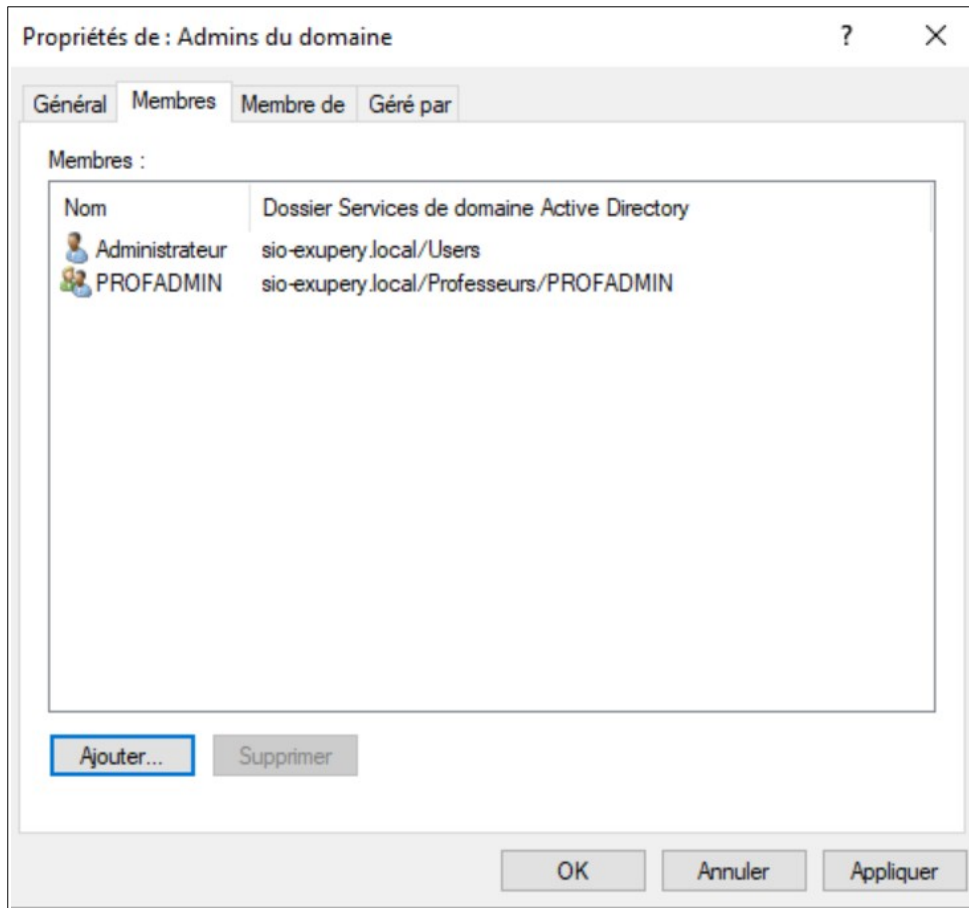 Propriétés de : Admins du domaine ?
Général Membres Membre de Géré par
Membres :
Nom Dossier Services de domaine Active Directory
Administrateur sio-exupery.local/Users
PROFADMIN sio-exupery.local/Professeurs/PROFADMIN
Ajouter... Supprimer
OK Annuler Appliquer